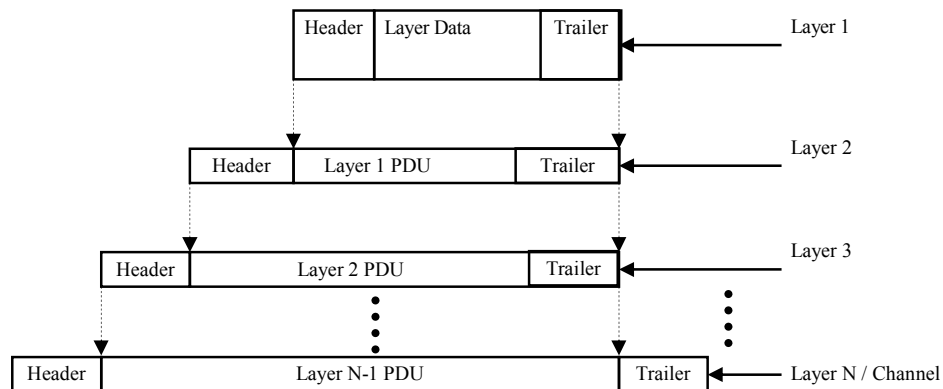 Header Layer Data Trailer Layer 1
Header Layer 1 PDU Trailer Layer 2
Header Layer 2 PDU Trailer Layer 3
Header Layer N-1 PDU Trailer Layer N / Channel